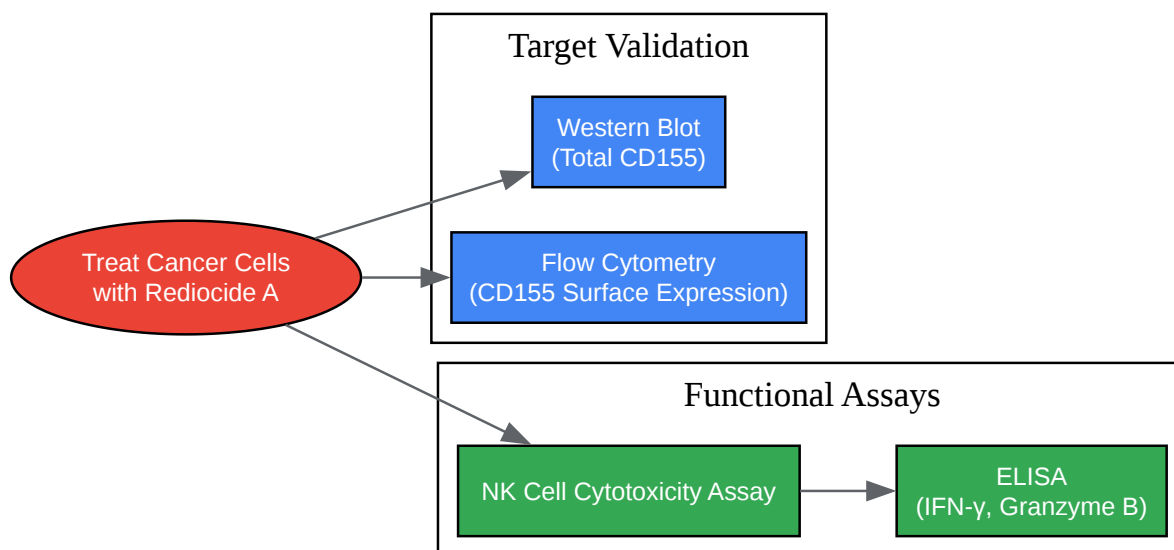 Target Validation
Western Blot
(Total CD155)
Treat Cancer Cells
with Rediocide A
Flow Cytometry
(CD155 Surface Expression)
Functional Assays
NK Cell Cytotoxicity Assay
ELISA
(IFN-γ, Granzyme B)